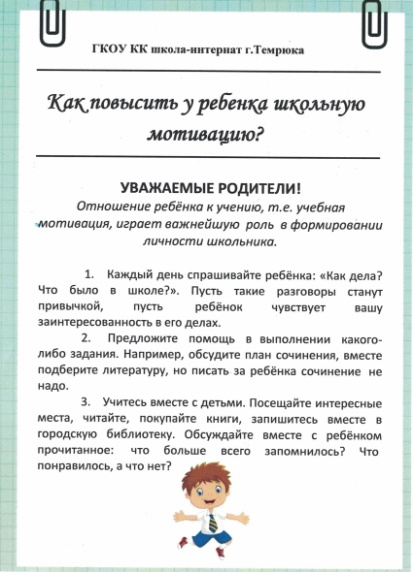 ГКОУ КК школа-интернат г.Темрюка
Как повысить у ребенка школьную
мотивацию?
УВАЖАЕМЫЕ РОДИТЕЛИ!
Отношение ребёнка к учению, т.е. учебная
мотивация, играет важнейшую роль в формировании
личности школьника.
1. Каждый день спрашивайте ребёнка: «Как дела?
Что было в школе?». Пусть такие разговоры станут
привычкой, пусть ребёнок чувствует вашу
заинтересованность в его делах.
2. Предложите помощь в выполнении какого-
либо задания. Например, обсудите план сочинения, вместе
подберите литературу, но писать за ребёнка сочинение не
надо.
3. Учитесь вместе с детьми. Посещайте интересные
места, читайте, покупайте книги, запишитесь вместе в
городскую библиотеку. Обсуждайте вместе с ребёнком
прочитанное: что больше всего запомнилось? Что
понравилось, а что нет?